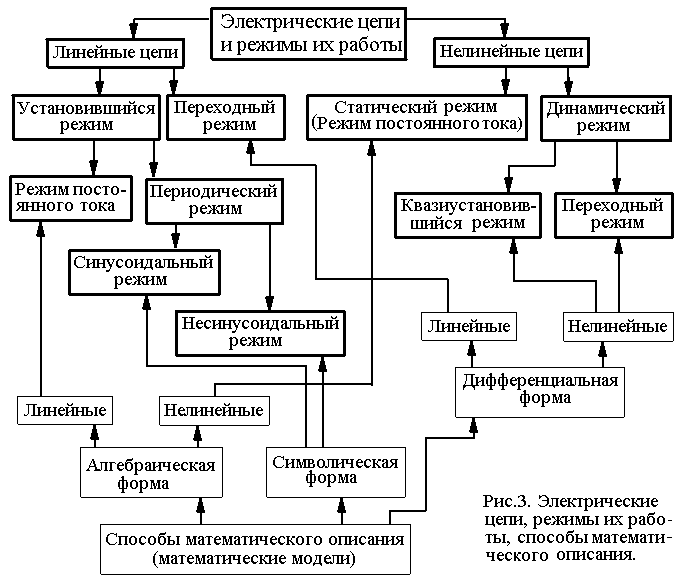 Электрические цепи
и режимы их работы
Линейные цепи
Нелинейные цепи
Установившийся
режим
Переходный
режим
Статический режим
(Режим постоянного тока)
Динамический
режим
Режим посто-
янного тока
Периодический
режим
Квазиустановив-
шийся режим
Переходный
режим
Синусоидальный
режим
Несинусоидальный
режим
Линейные
Нелинейные
Дифференциальная
форма
Линейные
Нелинейные
Алгебраическая
форма
Символическая
форма
Способы математического описания
(математические модели)
Рис.3. Электрические
цепи, режимы их рабо-
ты, способы математи-
ческого описания.